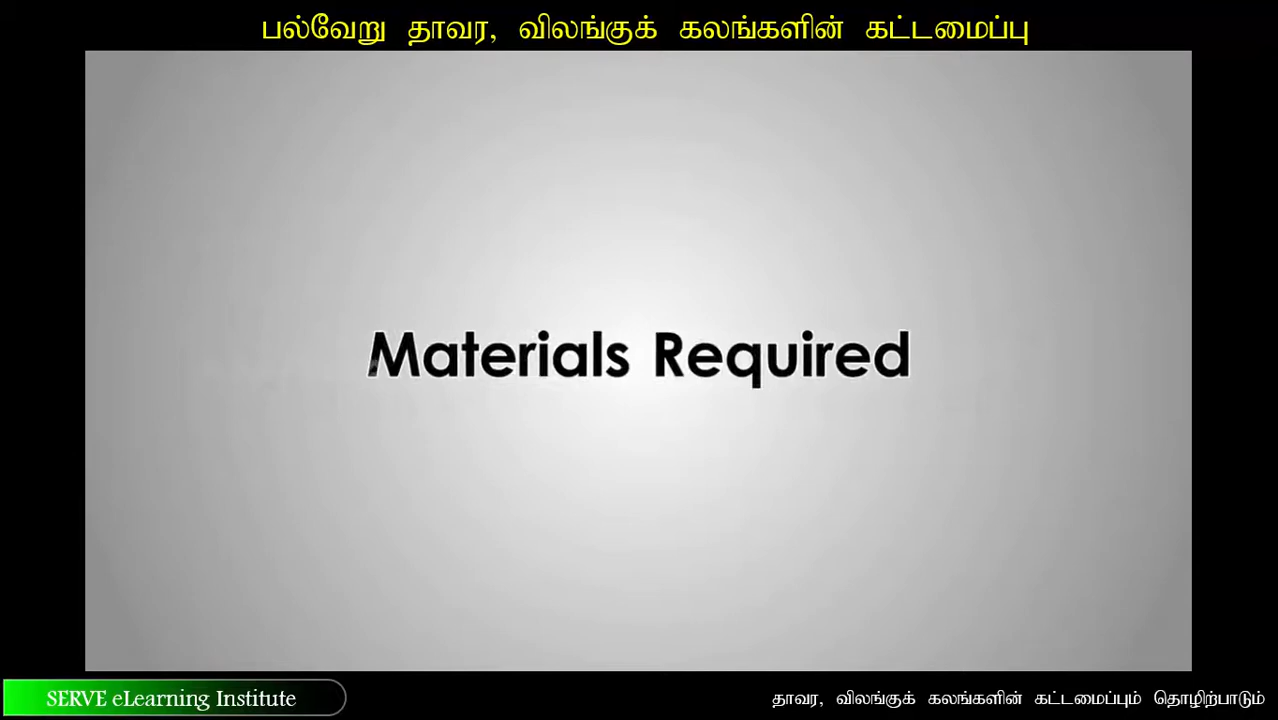 பல்வேறு தாவர, விலங்குக் கலங்களின் கட்டமைப்பு
Materials Required
SERVE eLearning Institute
தாவர, விலங்குக் கலங்களின் கட்டமைப்பும் தொழிற்பாடும்